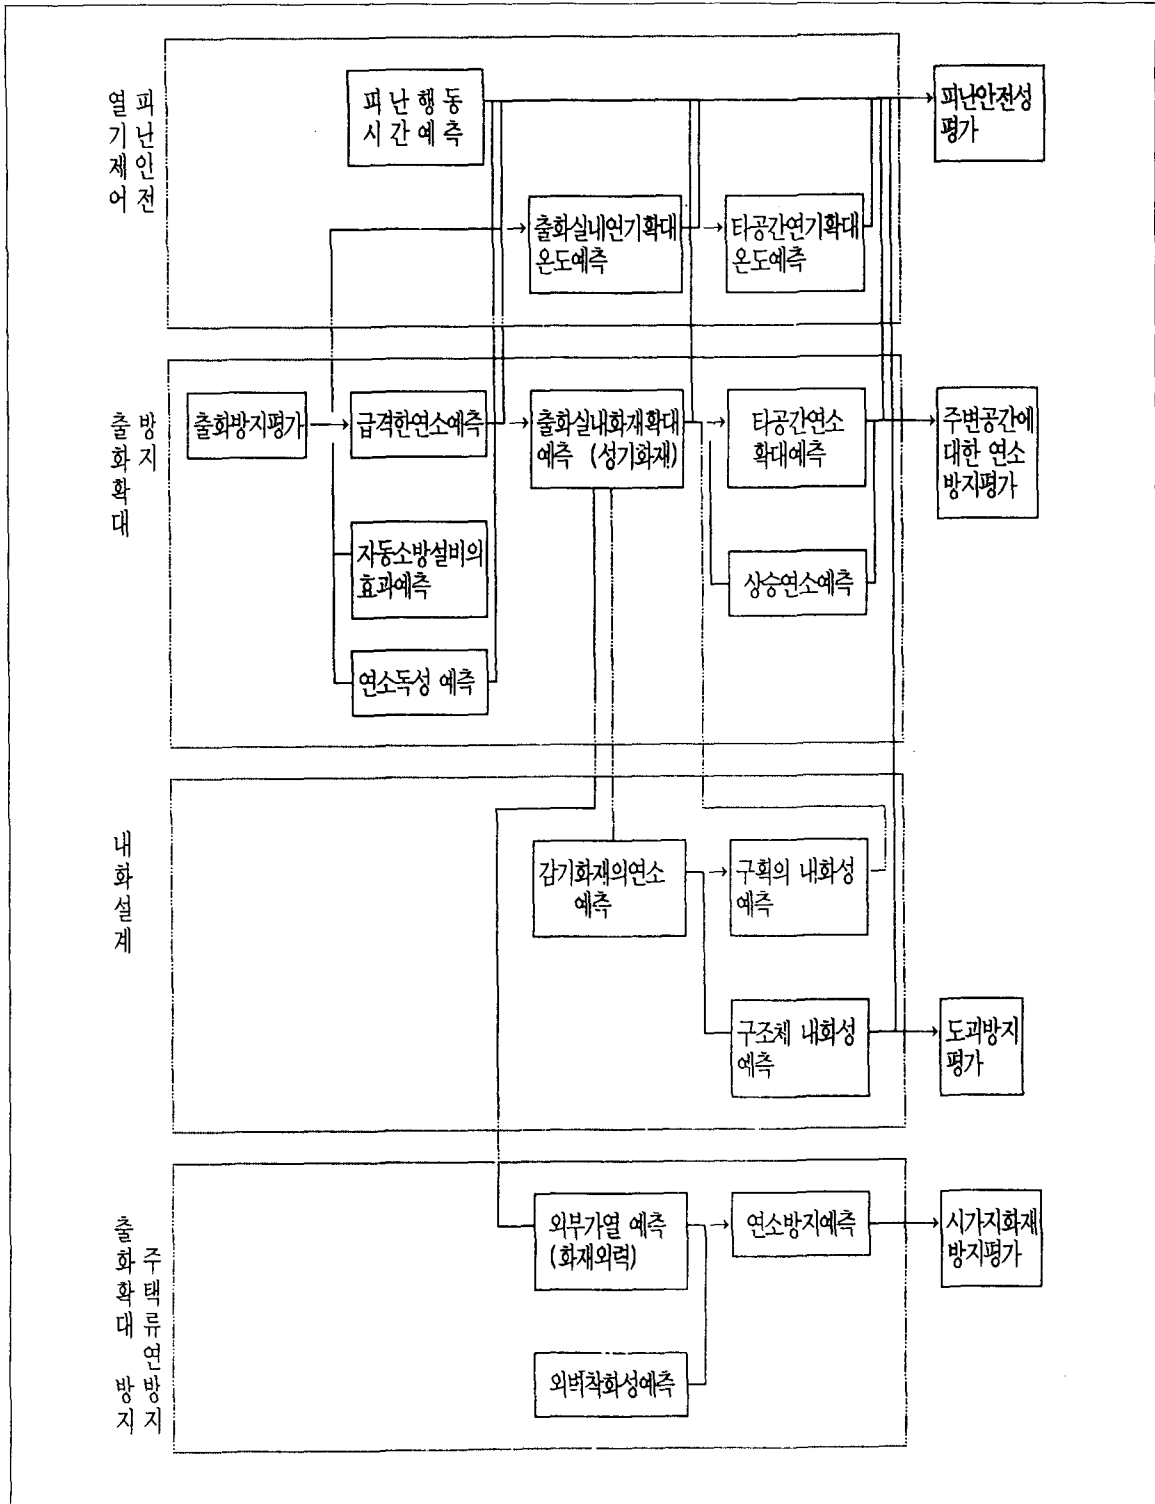 피난안전
열기제어
피난행동
시간예측
피난안전성
평가
출화실내연기확대
온도예측
타공간연기확대
온도예측
방지
출화확대
출화방지평가
급격한연소예측
출화실내화재확대
예측 (성기화재)
타공간연소
확대예측
주변공간에
대한 연소
방지평가
자동소방설비의
효과예측
상승연소예측
연소독성 예측
내화설계
감기화재의연소
예측
구획의 내화성
예측
구조체 내화성
예측
도괴방지
평가
주택류연방지
출화확대 방지
외부가열 예측
(화재외력)
연소방지예측
시가지화재
방지평가
외벽착화성예측